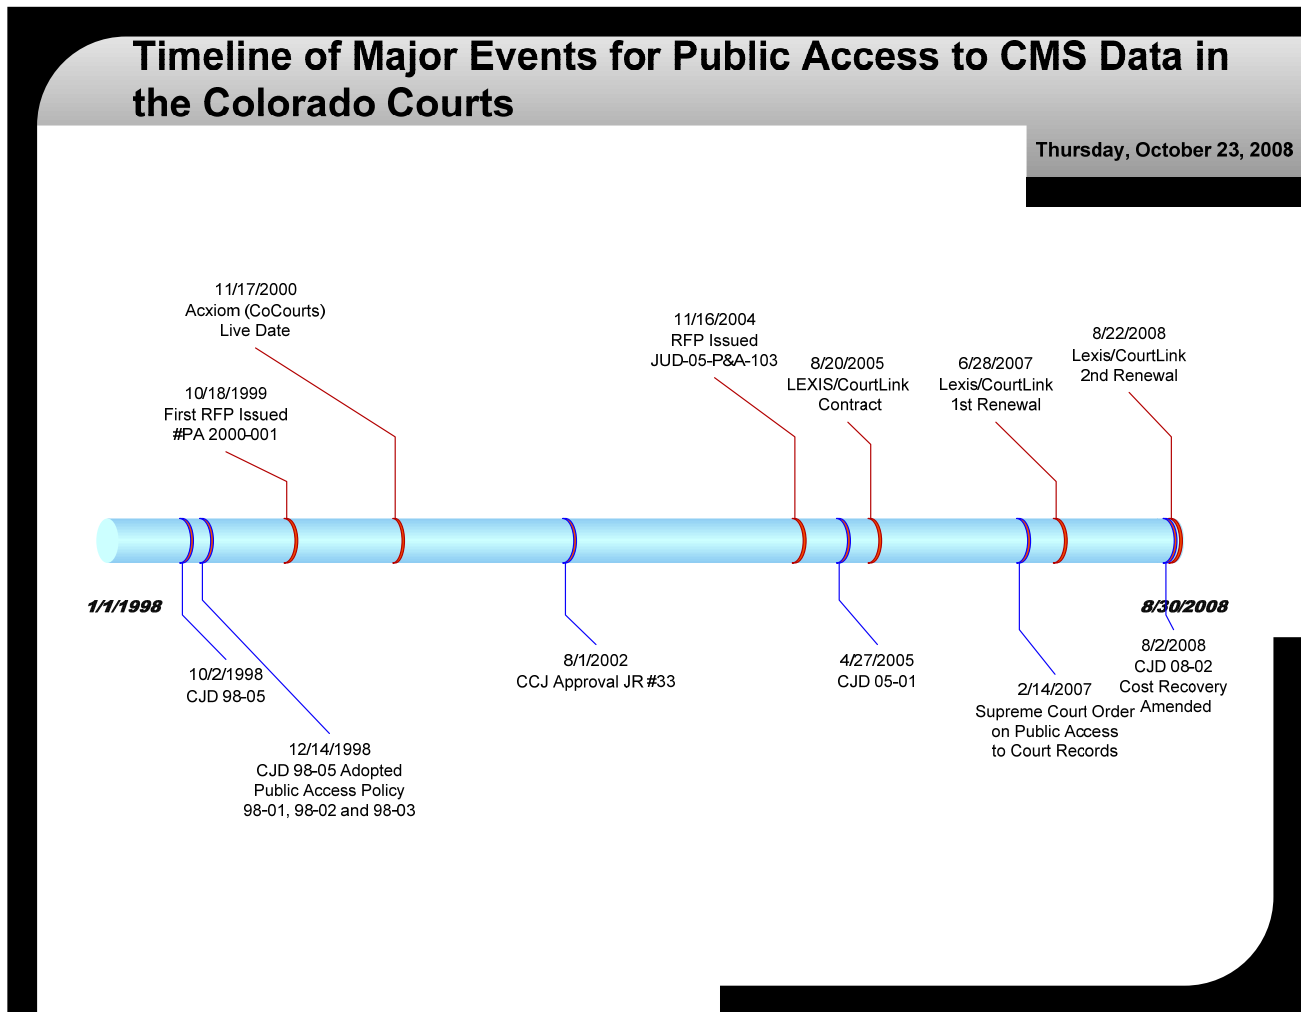 Timeline of Major Events for Public Access to CMS Data in
the Colorado Courts
Thursday, October 23, 2008
11/17/2000
Acxiom (CoCourts)
Live Date
10/18/1999
First RFP Issued
#PA 2000-001
11/16/2004
RFP Issued
JUD-05-P&A-103
8/20/2005
LEXIS/CourtLink
Contract
6/28/2007
Lexis/CourtLink
1st Renewal
8/22/2008
Lexis/CourtLink
2nd Renewal
1/1/1998
8/30/2008
10/2/1998
CJD 98-05
12/14/1998
CJD 98-05 Adopted
Public Access Policy
98-01, 98-02 and 98-03
8/1/2002
CCJ Approval JR #33
4/27/2005
CJD 05-01
2/14/2007
Supreme Court Order
on Public Access
to Court Records
8/2/2008
CJD 08-02
Cost Recovery
Amended